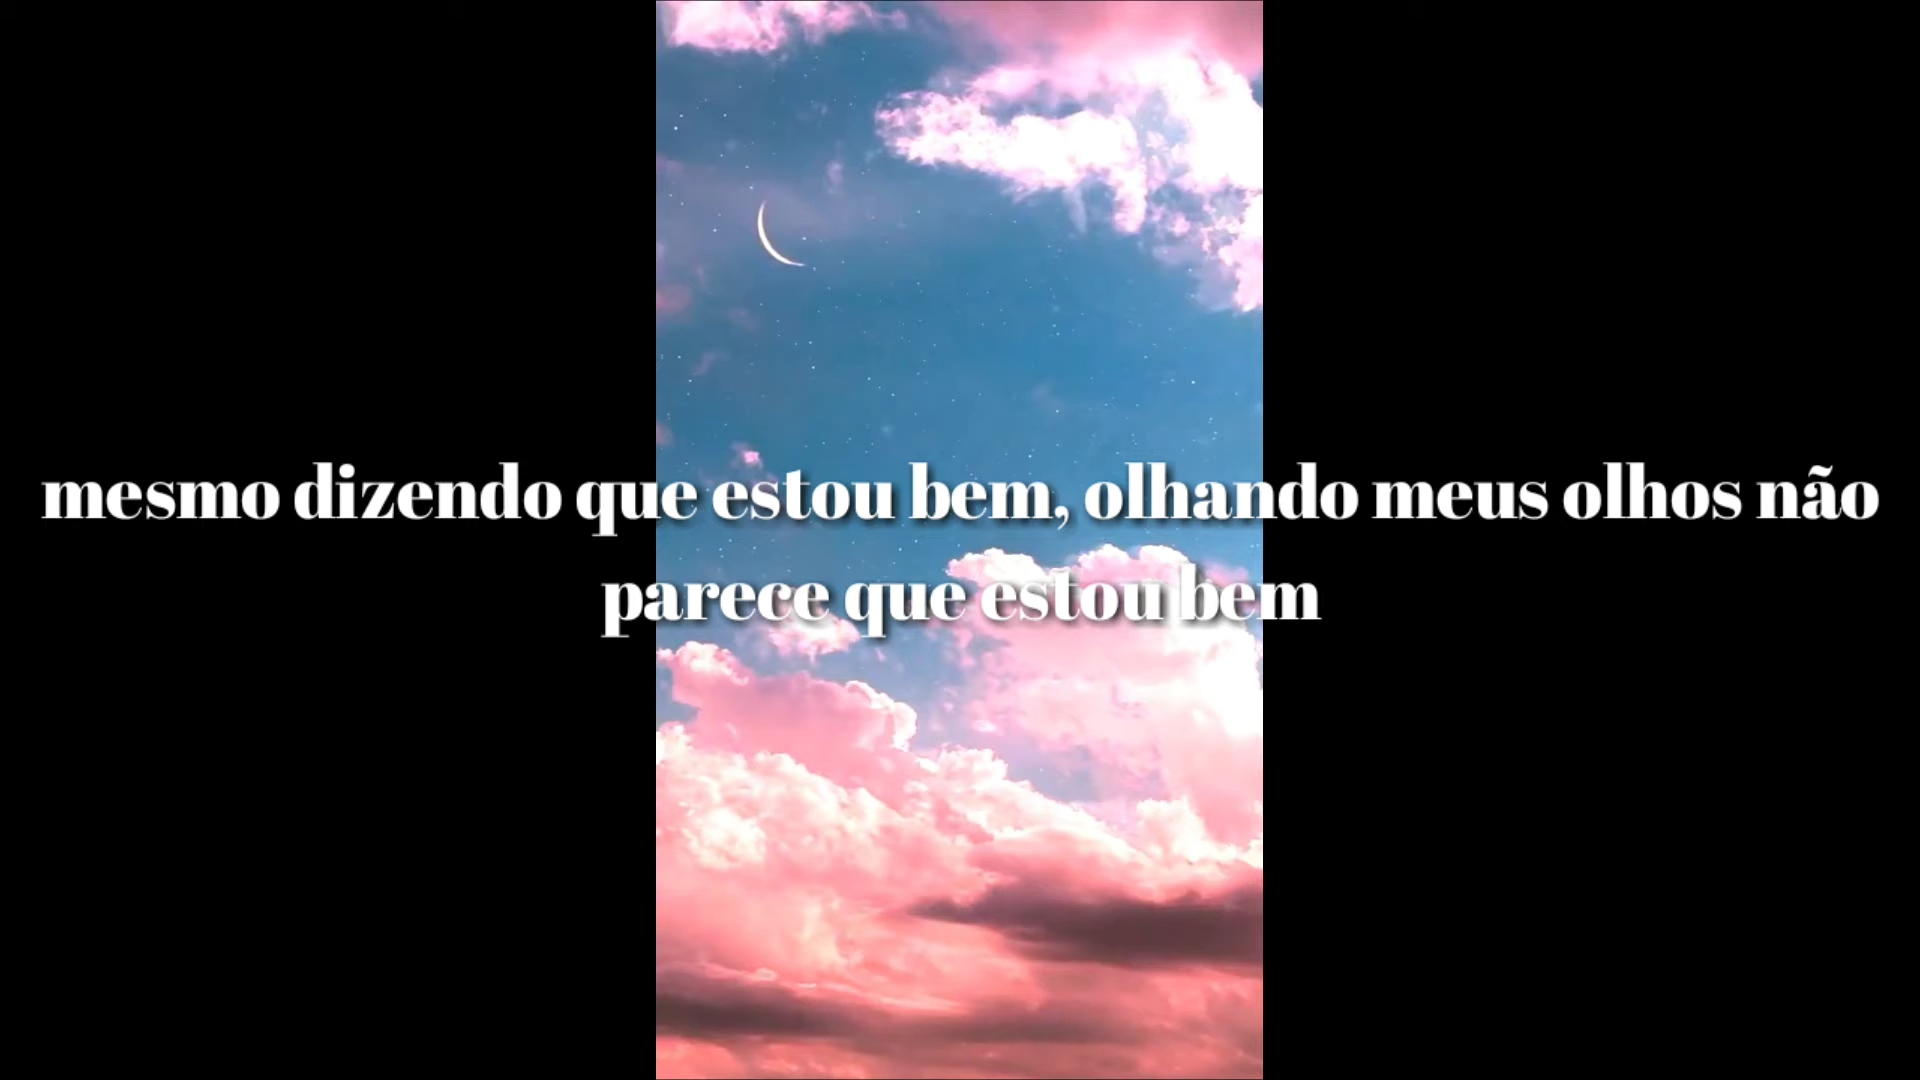 mesmo dizendo que estou bem, olhando meus olhos não
parece que estou bem